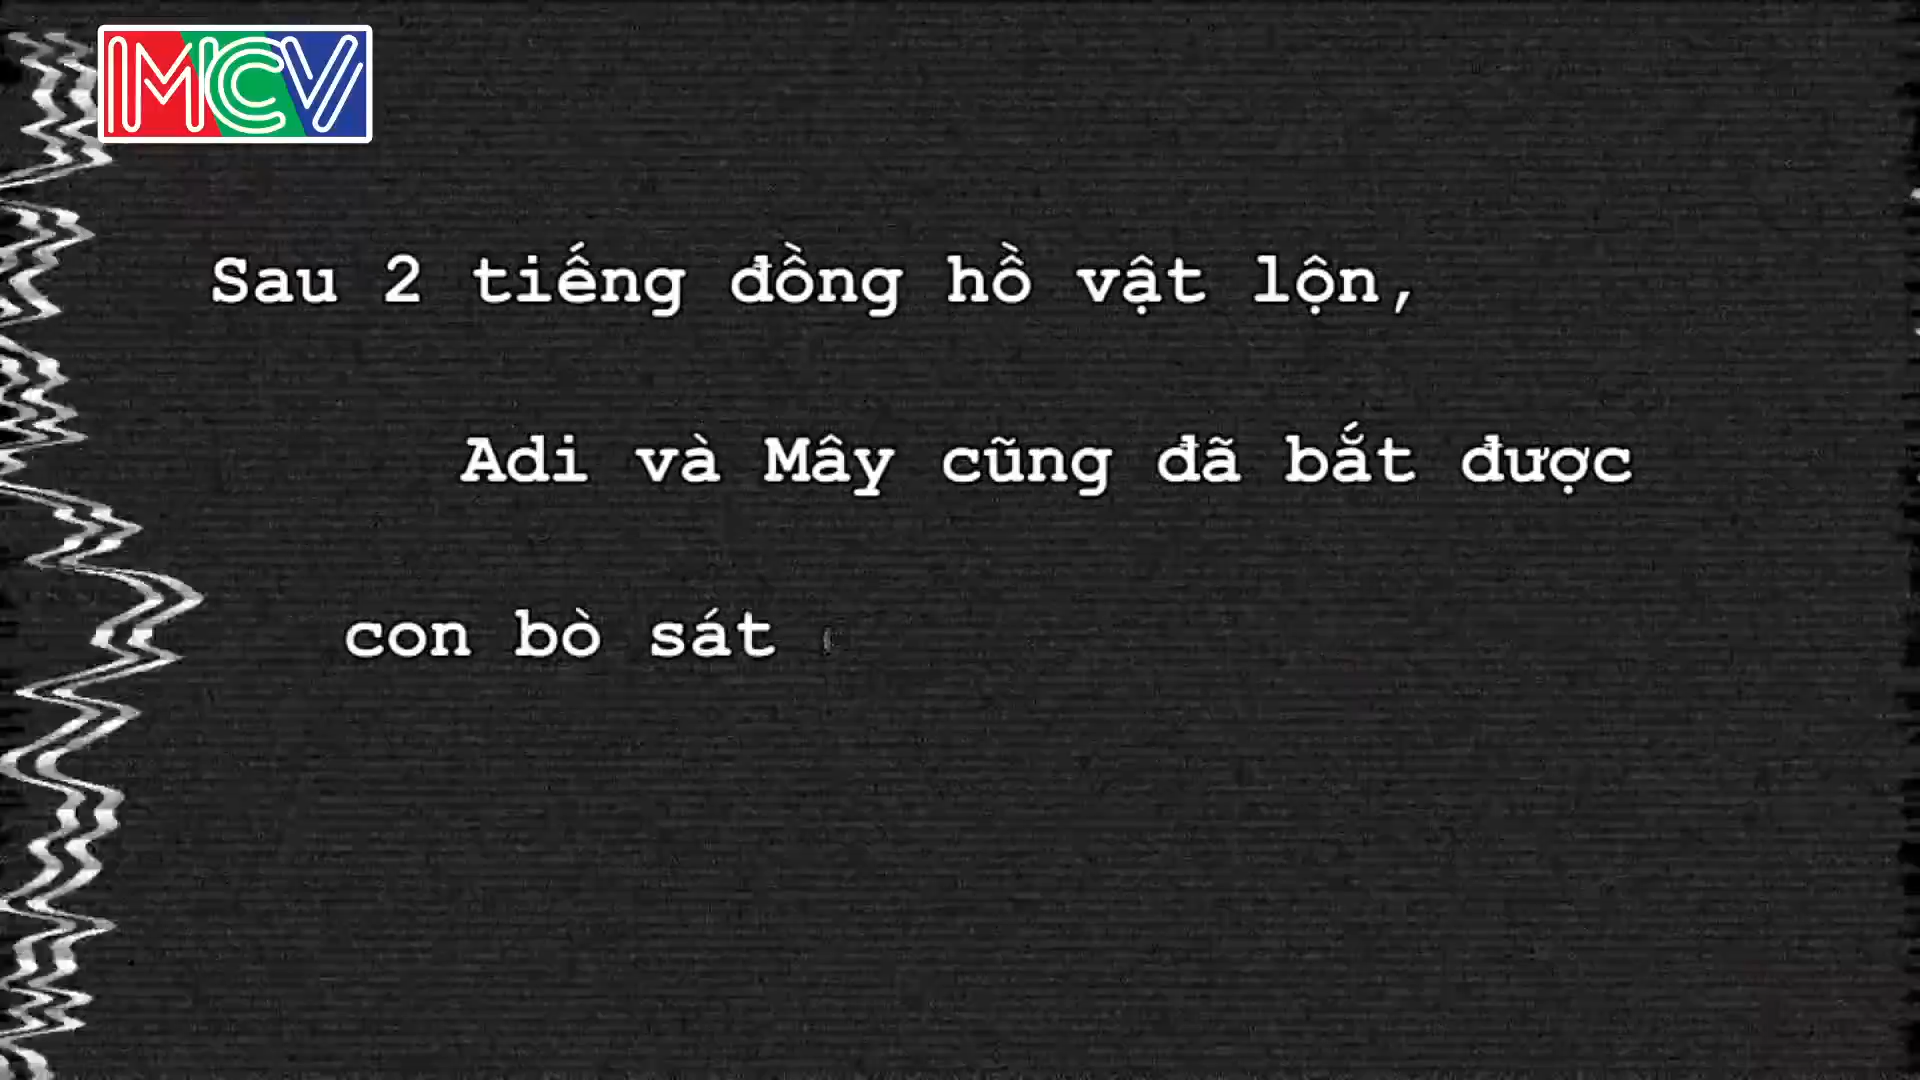 MCV
Sau 2 tiếng đồng hồ vật lộn,
Adi và Mây cũng đã bắt được
con bò sát